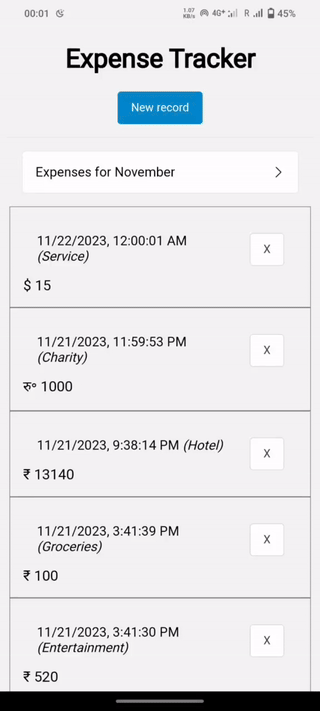 00:01 1.07 KB/s 4G+ R 45%
Expense Tracker
New record
Expenses for November
11/22/2023, 12:00:01 AM
(Service)
X
$ 15
11/21/2023, 11:59:53 PM
(Charity)
X
रु॰ 1000
11/21/2023, 9:38:14 PM (Hotel)
X
₹ 13140
11/21/2023, 3:41:39 PM
(Groceries)
X
₹ 100
11/21/2023, 3:41:30 PM
(Entertainment)
X
₹ 520